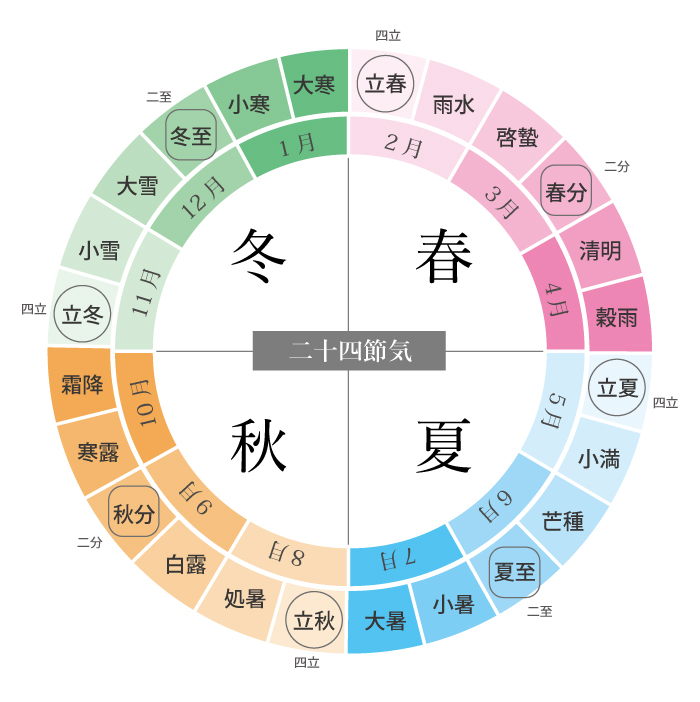 四立
立春
雨水
啓蟄
二分
春分
清明
穀雨
立夏
四立
小満
芒種
夏至
二至
小暑
大暑
立秋
四立
処暑
白露
秋分
二分
寒露
霜降
立冬
四立
小雪
大雪
冬至
二至
小寒
大寒
1月
2月
3月
4月
5月
6月
7月
8月
9月
10月
11月
12月
冬
春
二十四節気
秋
夏